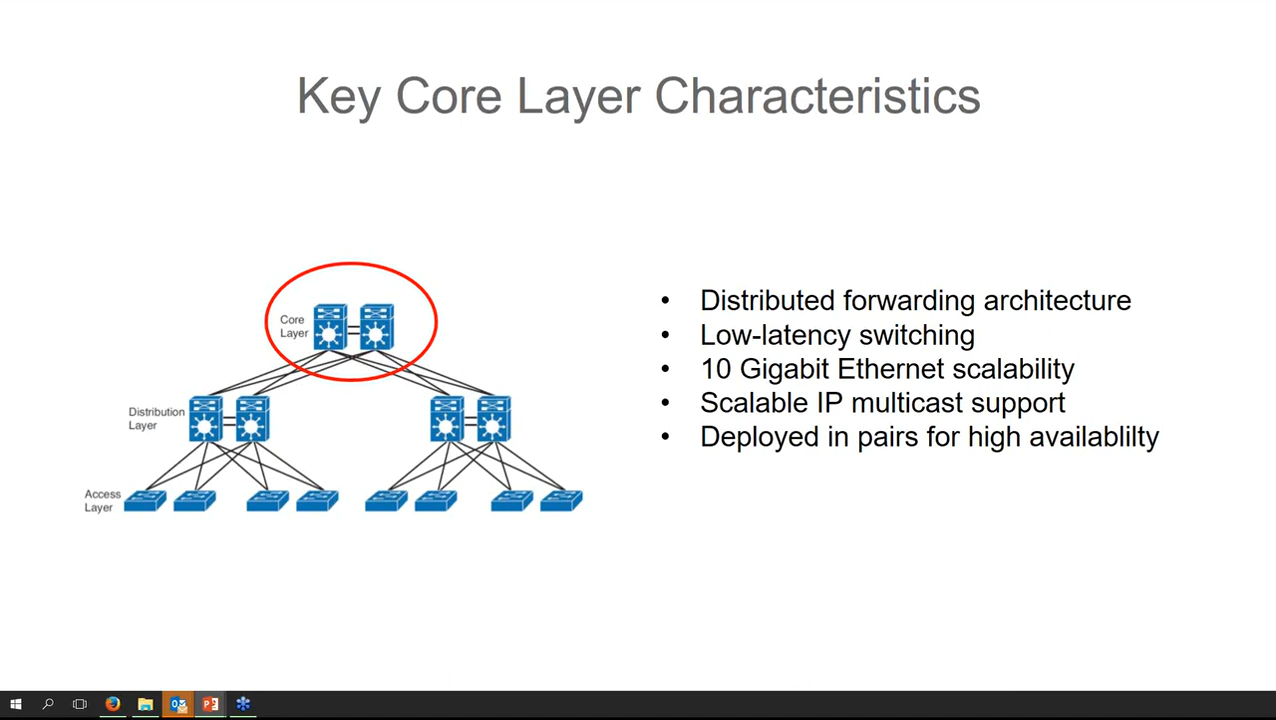 Key Core Layer Characteristics
Core
Layer
Distribution
Layer
Access
Layer
• Distributed forwarding architecture
• Low-latency switching
• 10 Gigabit Ethernet scalability
• Scalable IP multicast support
• Deployed in pairs for high availablilty